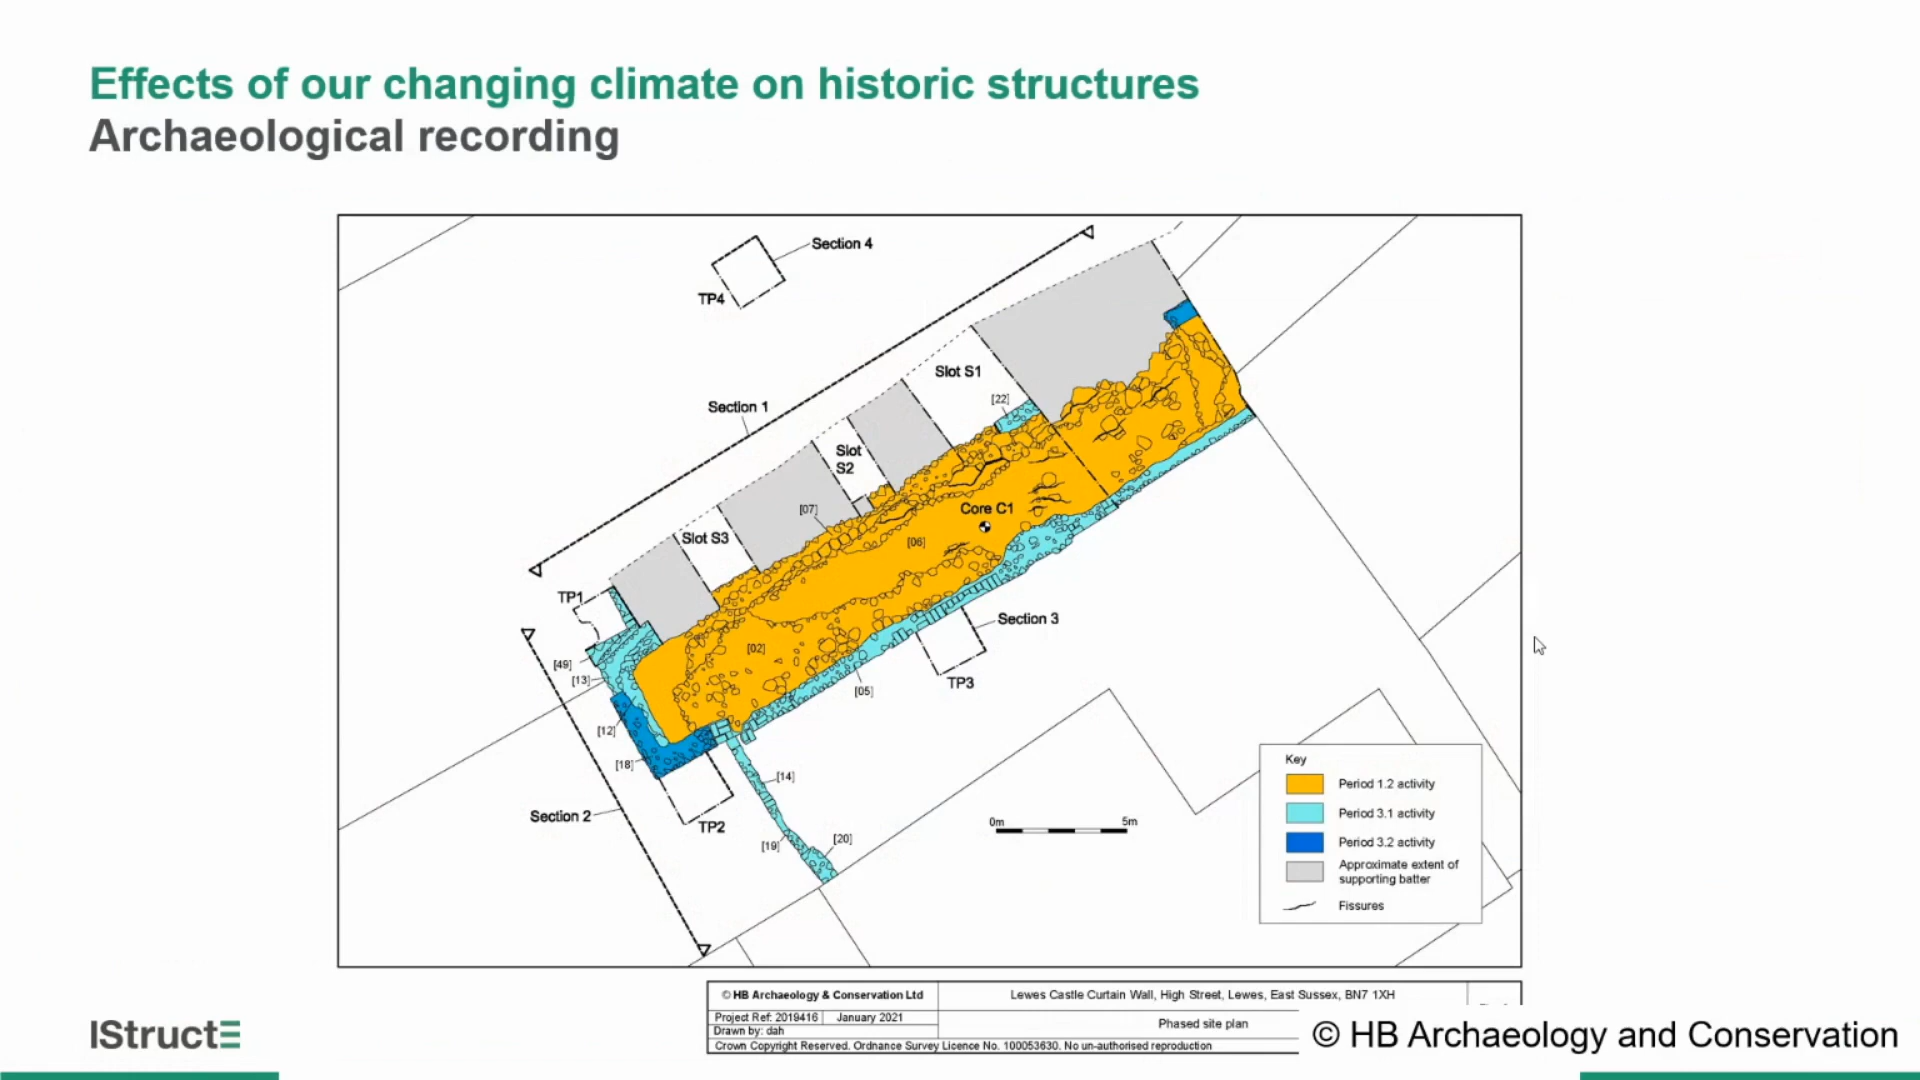 Effects of our changing climate on historic structures
Archaeological recording
Section 4
TP4
Slot S1
[22]
Section 1
Slot
S2
[07]
Core C1
Slot S3
[06]
TP1
Section 3
[02]
[49]
[13]
TP3
[05]
[12]
[18]
[14]
Section 2
TP2
[19]
[20]
0m
5m
Key
Period 1.2 activity
Period 3.1 activity
Period 3.2 activity
Approximate extent of
supporting batter
Fissures
© HB Archaeology & Conservation Ltd
Lewes Castle Curtain Wall, High Street, Lewes, East Sussex, BN7 1XH
Project Ref: 2019416
January 2021
Phased site plan
Drawn by: dah
Crown Copyright Reserved. Ordnance Survey Licence No. 100053630. No un-authorised reproduction
© HB Archaeology and Conservation
IStructE